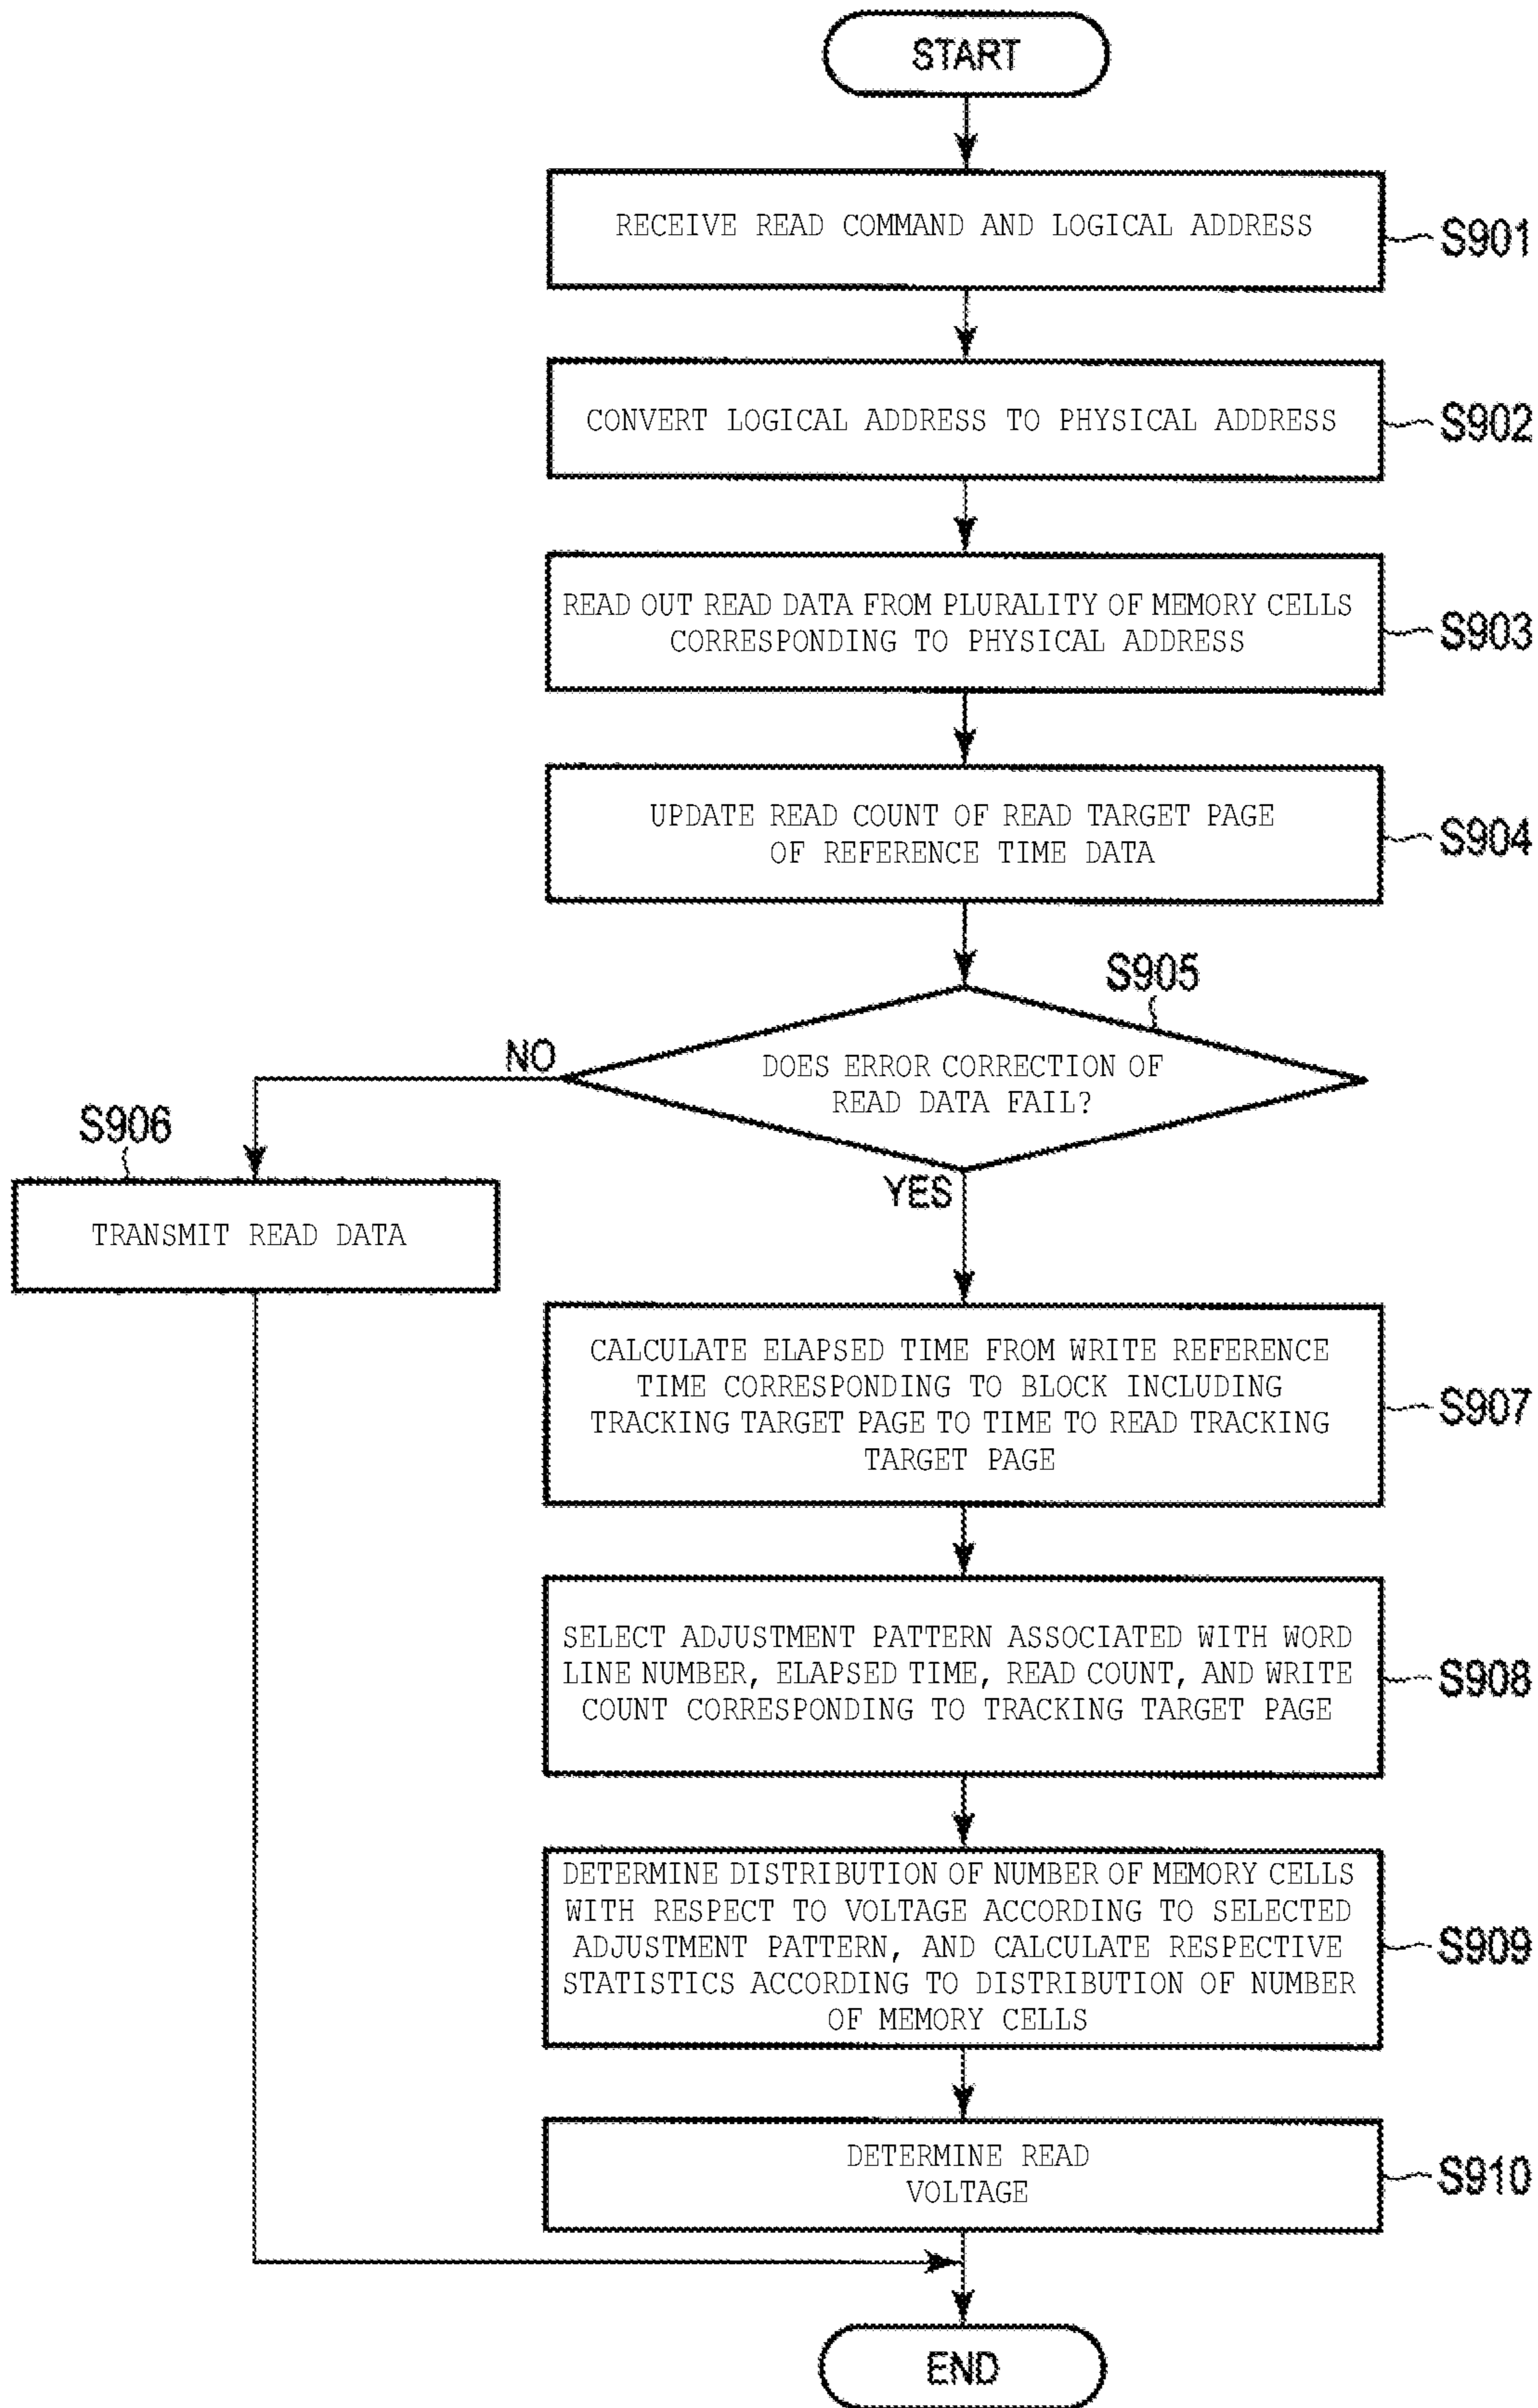 START
RECEIVE READ COMMAND AND LOGICAL ADDRESS
S901
CONVERT LOGICAL ADDRESS TO PHYSICAL ADDRESS
S902
READ OUT READ DATA FROM PLURALITY OF MEMORY CELLS
CORRESPONDING TO PHYSICAL ADDRESS
S903
UPDATE READ COUNT OF READ TARGET PAGE
OF REFERENCE TIME DATA
S904
S905
DOES ERROR CORRECTION OF
READ DATA FAIL?
NO
S906
TRANSMIT READ DATA
YES
CALCULATE ELAPSED TIME FROM WRITE REFERENCE
TIME CORRESPONDING TO BLOCK INCLUDING
TRACKING TARGET PAGE TO TIME TO READ TRACKING
TARGET PAGE
S907
SELECT ADJUSTMENT PATTERN ASSOCIATED WITH WORD
LINE NUMBER, ELAPSED TIME, READ COUNT, AND WRITE
COUNT CORRESPONDING TO TRACKING TARGET PAGE
S908
DETERMINE DISTRIBUTION OF NUMBER OF MEMORY CELLS
WITH RESPECT TO VOLTAGE ACCORDING TO SELECTED
ADJUSTMENT PATTERN, AND CALCULATE RESPECTIVE
STATISTICS ACCORDING TO DISTRIBUTION OF NUMBER
OF MEMORY CELLS
S909
DETERMINE READ
VOLTAGE
S910
END